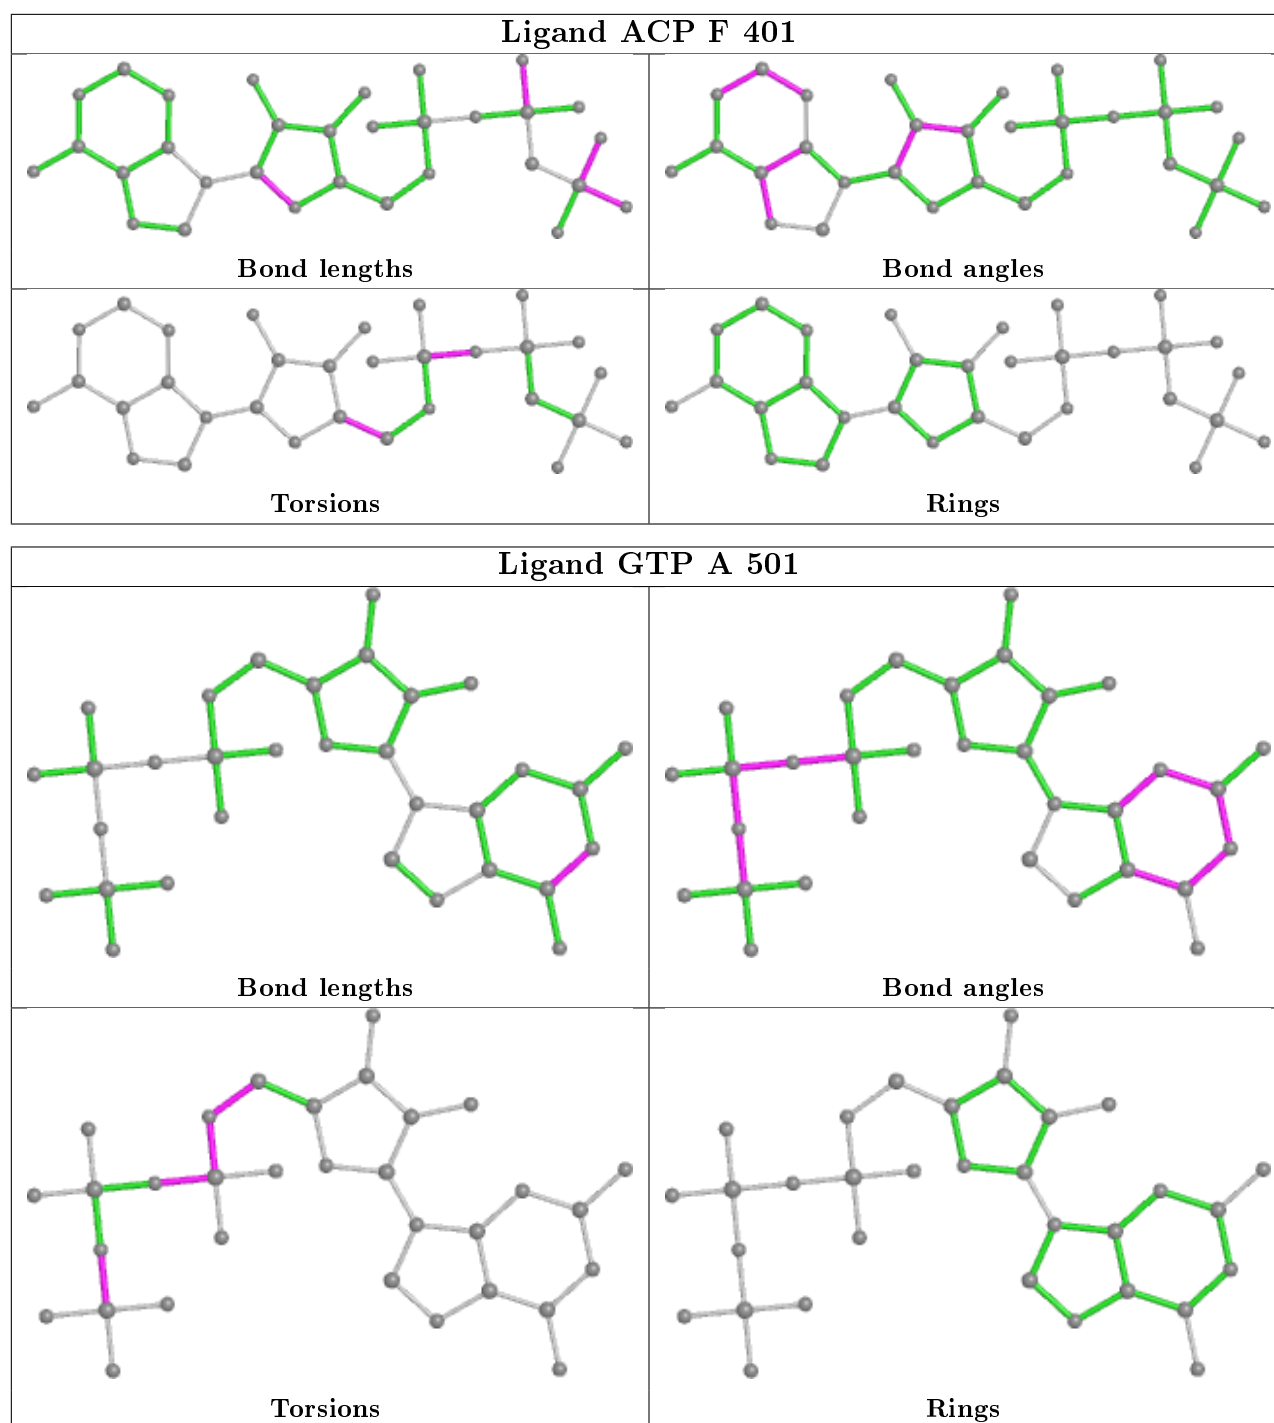 Ligand ACP F 401
Bond lengths
Bond angles
Torsions
Rings
Ligand GTP A 501
Bond lengths
Bond angles
Torsions
Rings